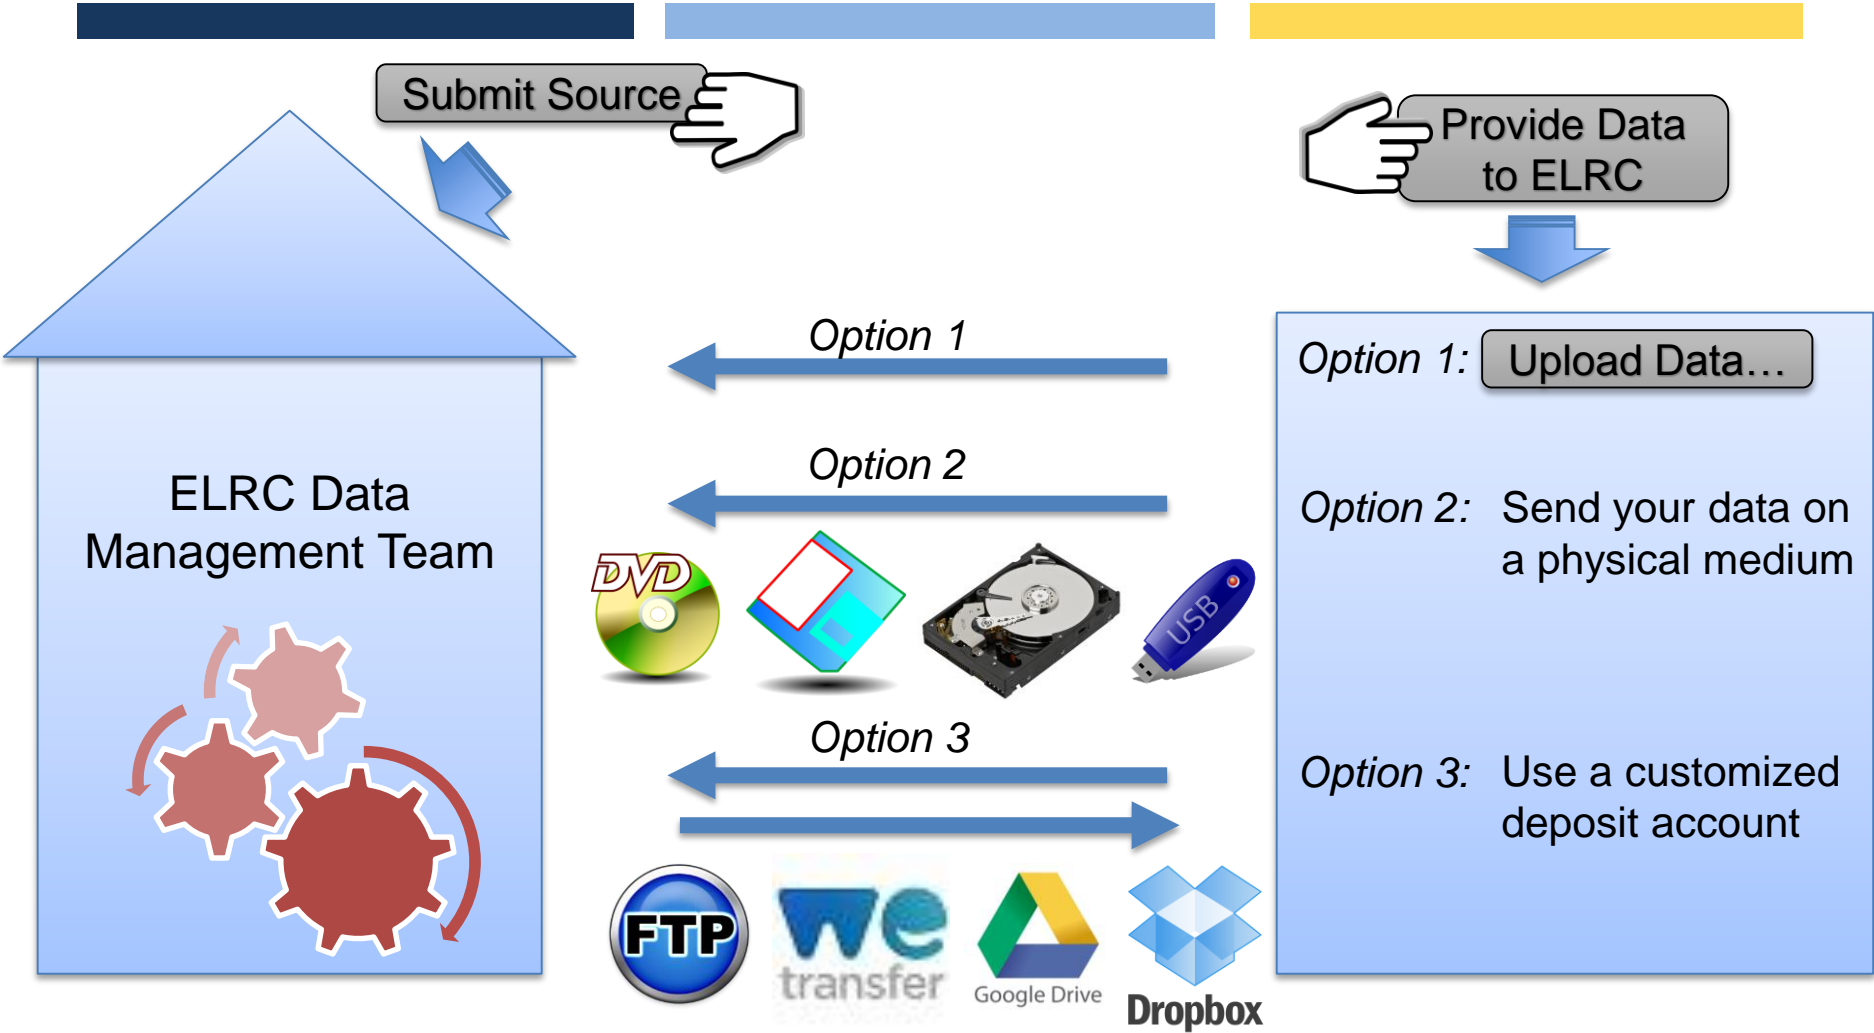 Submit Source
Provide Data
to ELRC
Option 1
Option 1: Upload Data…
ELRC Data
Management Team
Option 2
Option 2: Send your data on
a physical medium
DVD
USB
Option 3
Option 3: Use a customized
deposit account
FTP
we
transfer
Google Drive
Dropbox